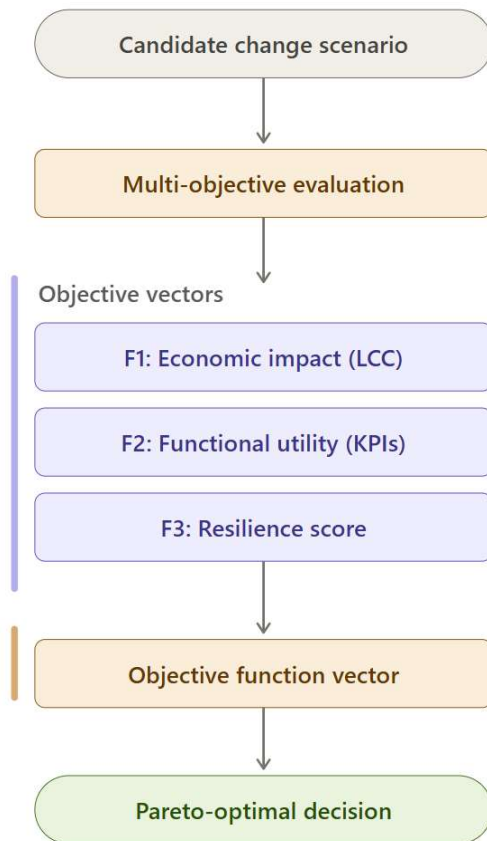 Candidate change scenario
Multi-objective evaluation
Objective vectors
F1: Economic impact (LCC)
F2: Functional utility (KPIs)
F3: Resilience score
Objective function vector
Pareto-optimal decision